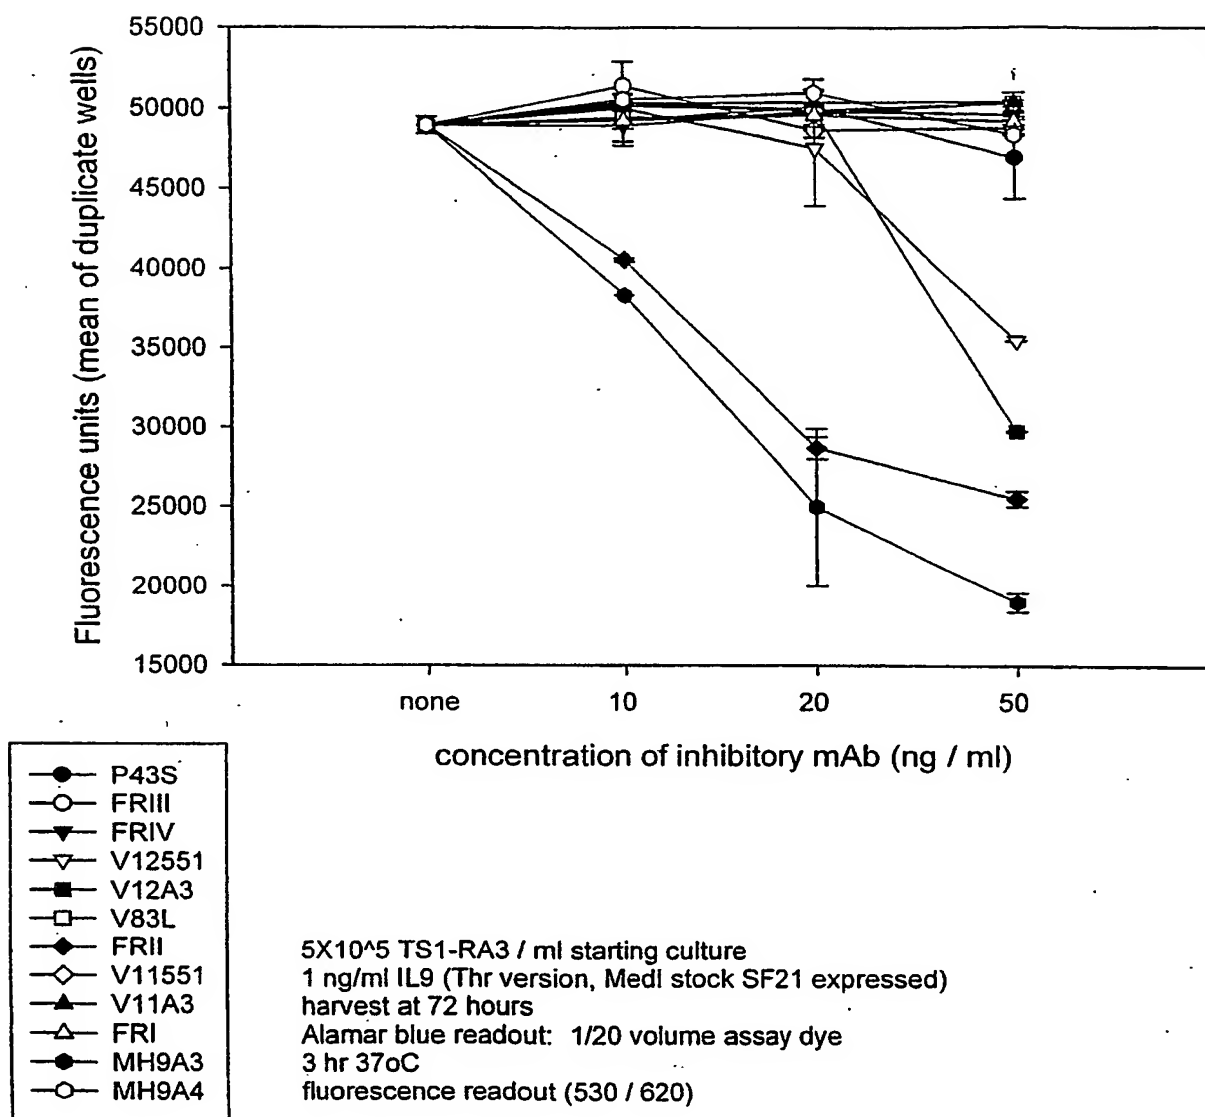 Fluorescence units (mean of duplicate wells)
55000
50000
45000
40000
35000
30000
25000
20000
15000
none 10 20 50
concentration of inhibitory mAb (ng / ml)
P43S
FRIII
FRIV
V12551
V12A3
V83L
FRII
V11551
V11A3
FRI
MH9A3
MH9A4
5X10^5 TS1-RA3 / ml starting culture
1 ng/ml IL9 (Thr version, MedI stock SF21 expressed)
harvest at 72 hours
Alamar blue readout: 1/20 volume assay dye
3 hr 37oC
fluorescence readout (530 / 620)